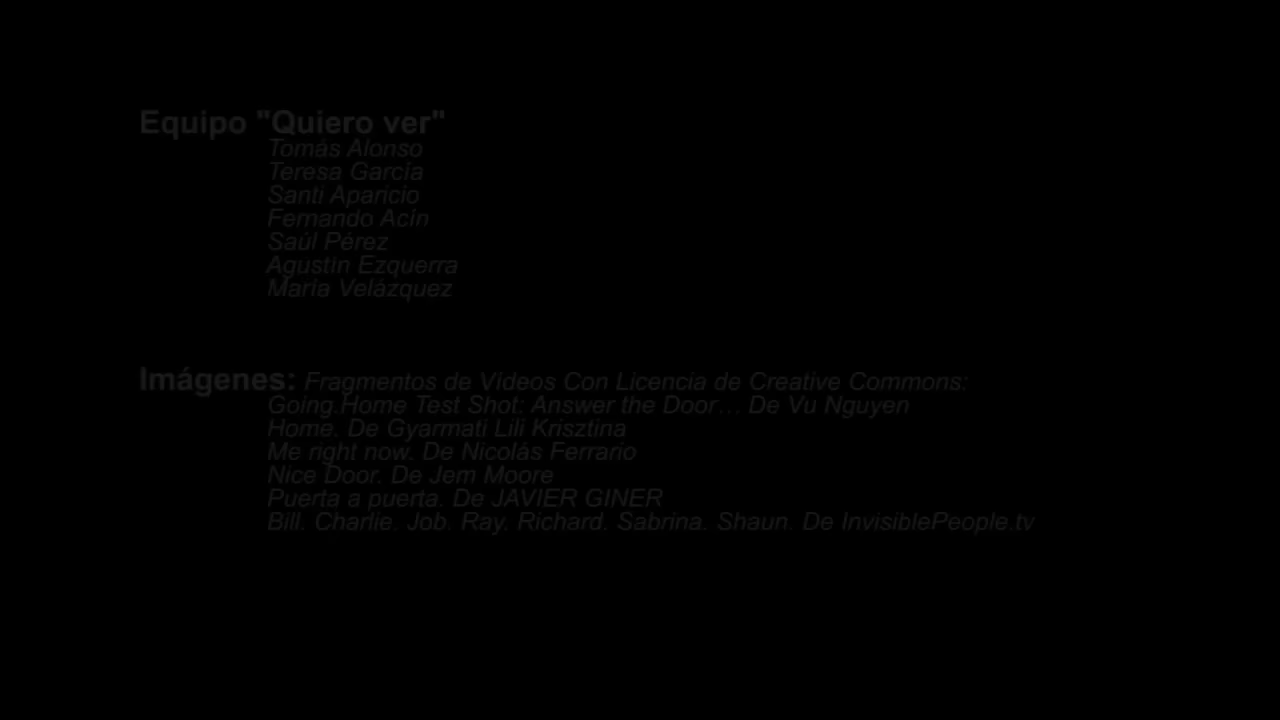 Equipo "Quiero ver"
Tomás Alonso
Teresa García
Santi Aparicio
Fernando Acín
Saúl Pérez
Agustín Ezquerra
María Velázquez
Imágenes: Fragmentos de Vídeos Con Licencia de Creative Commons:
Going.Home Test Shot: Answer the Door… De Vu Nguyen
Home. De Gyarmati Lili Krisztina
Me right now. De Nicolás Ferrario
Nice Door. De Jem Moore
Puerta a puerta. De JAVIER GINER
Bill. Charlie. Job. Ray. Richard. Sabrina. Shaun. De InvisiblePeople.tv